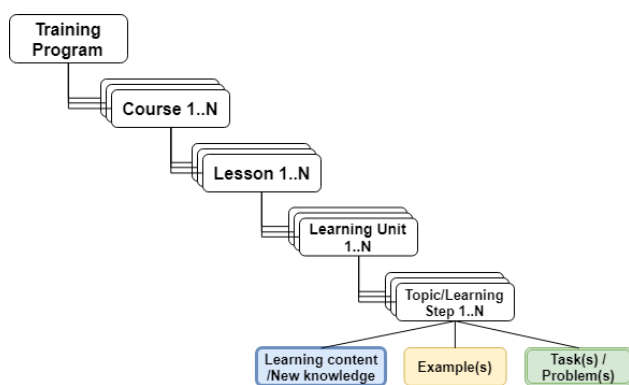 Training
Program
Course 1..N
Lesson 1..N
Learning Unit
1..N
Topic/Learning
Step 1..N
Learning content
/New knowledge
Example(s)
Task(s) /
Problem(s)